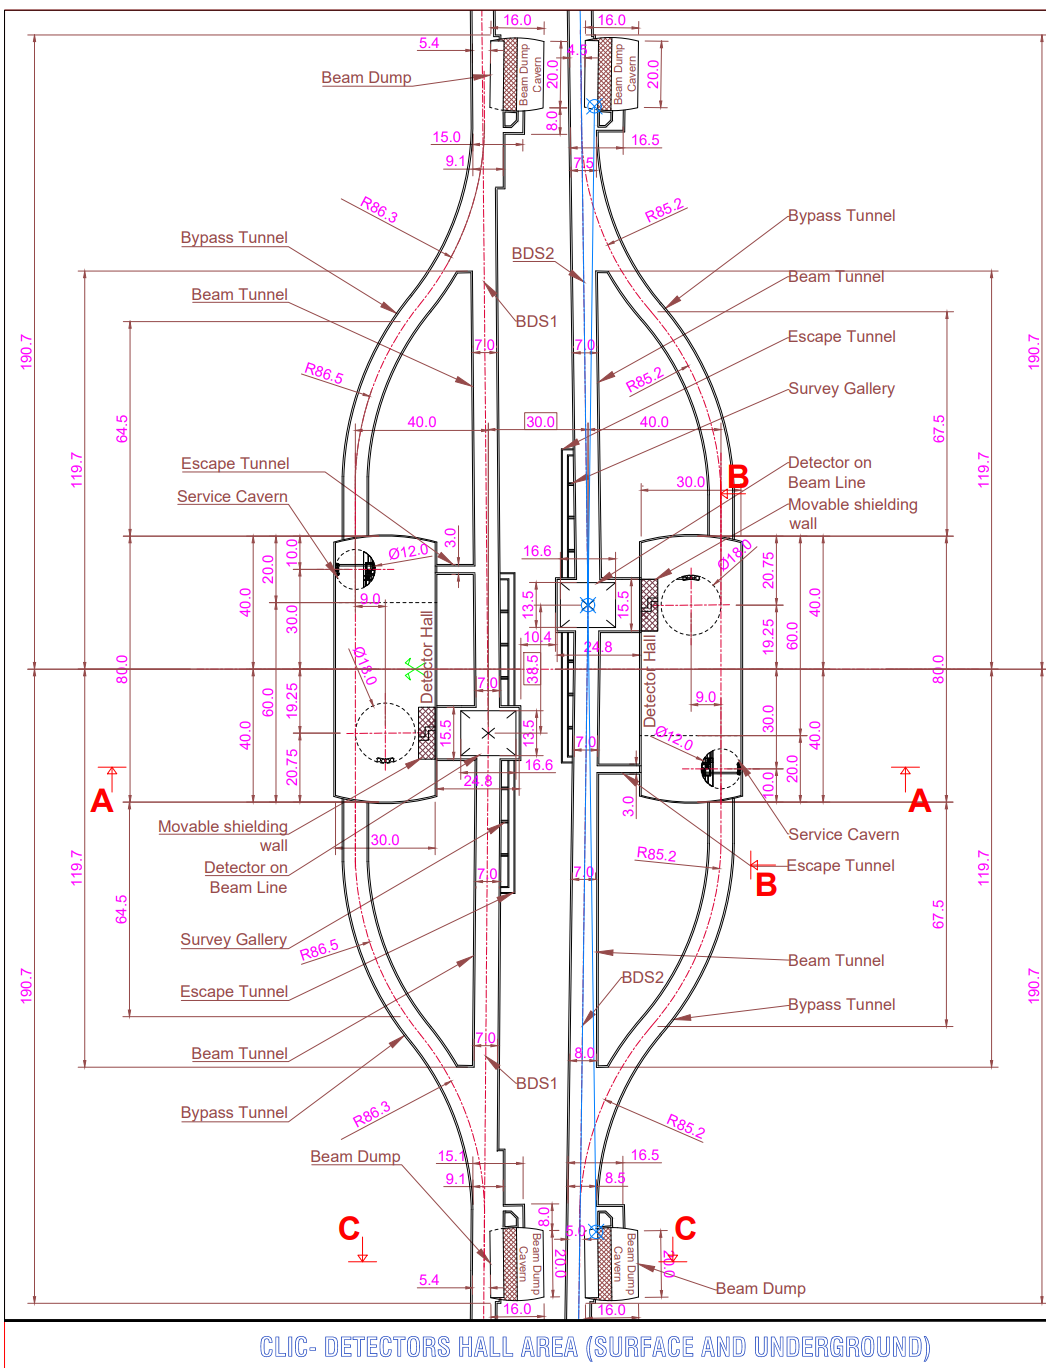 16.0
16.0
5.4
4.5
Beam Dump
Beam Dump
Cavern
20.0
Beam Dump
Cavern
20.0
8.0
15.0
16.5
9.1
7.5
R86.3
R85.2
Bypass Tunnel
Bypass Tunnel
BDS2
Beam Tunnel
Beam Tunnel
BDS1
Escape Tunnel
190.7
190.7
7.0
7.0
R86.5
R85.2
Survey Gallery
64.5
67.5
40.0
30.0
40.0
119.7
119.7
Escape Tunnel
Detector on
Beam Line
Service Cavern
30.0
B
Movable shielding
wall
3.0
16.6
Ø12.0
Ø18.0
10.0
20.0
40.0
30.0
9.0
13.5
15.5
20.75
40.0
60.0
19.25
10.4
24.8
Detector Hall
Detector Hall
80.0
80.0
Ø18.0
38.5
7.0
9.0
60.0
19.25
40.0
30.0
40.0
15.5
13.5
7.0
Ø12.0
20.75
16.6
24.8
20.0
10.0
A
A
3.0
Movable shielding
wall
30.0
Service Cavern
Detector on
Beam Line
R85.2
Escape Tunnel
7.0
7.0
B
119.7
119.7
64.5
67.5
Survey Gallery
R86.5
Beam Tunnel
BDS2
190.7
190.7
Escape Tunnel
Bypass Tunnel
Beam Tunnel
7.0
8.0
BDS1
Bypass Tunnel
R86.3
R85.2
Beam Dump
15.1
16.5
9.1
8.5
C
C
8.0
5.0
Beam Dump
Cavern
20.0
Beam Dump
Cavern
20.0
5.4
Beam Dump
16.0
16.0
CLIC- DETECTORS HALL AREA (SURFACE AND UNDERGROUND)